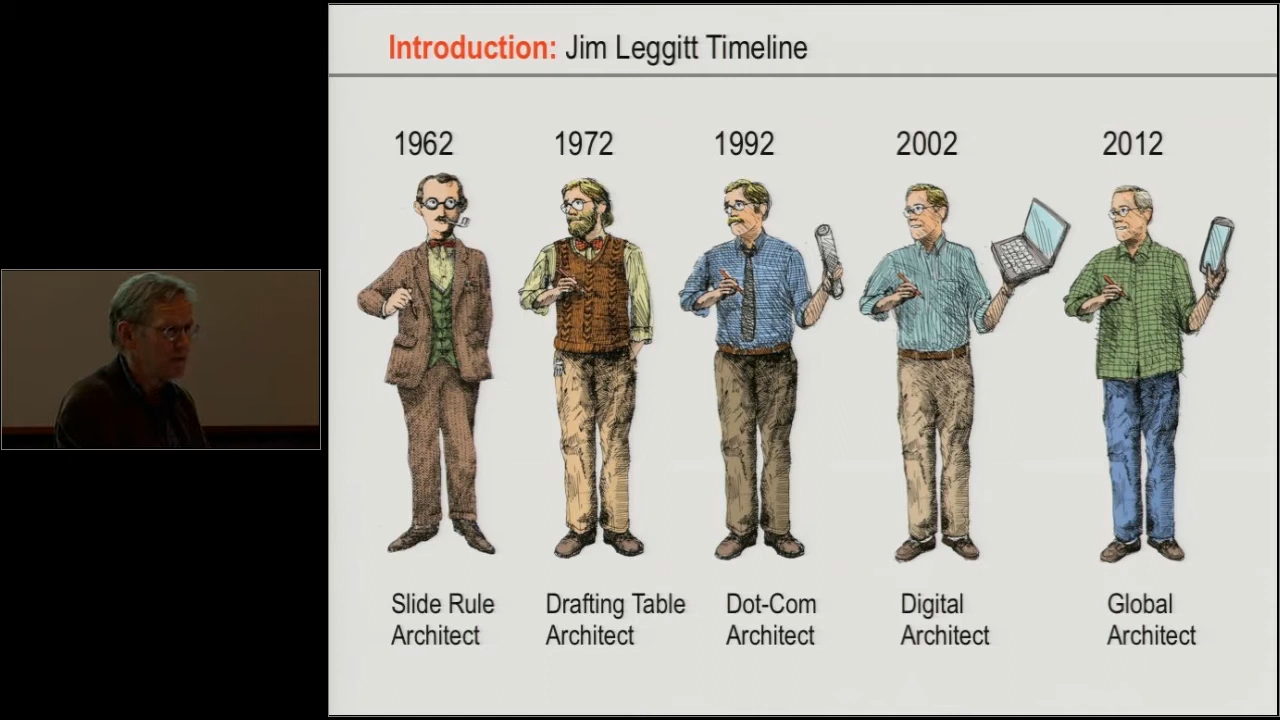 Introduction: Jim Leggitt Timeline
1962
1972
1992
2002
2012
Slide Rule
Architect
Drafting Table
Architect
Dot-Com
Architect
Digital
Architect
Global
Architect